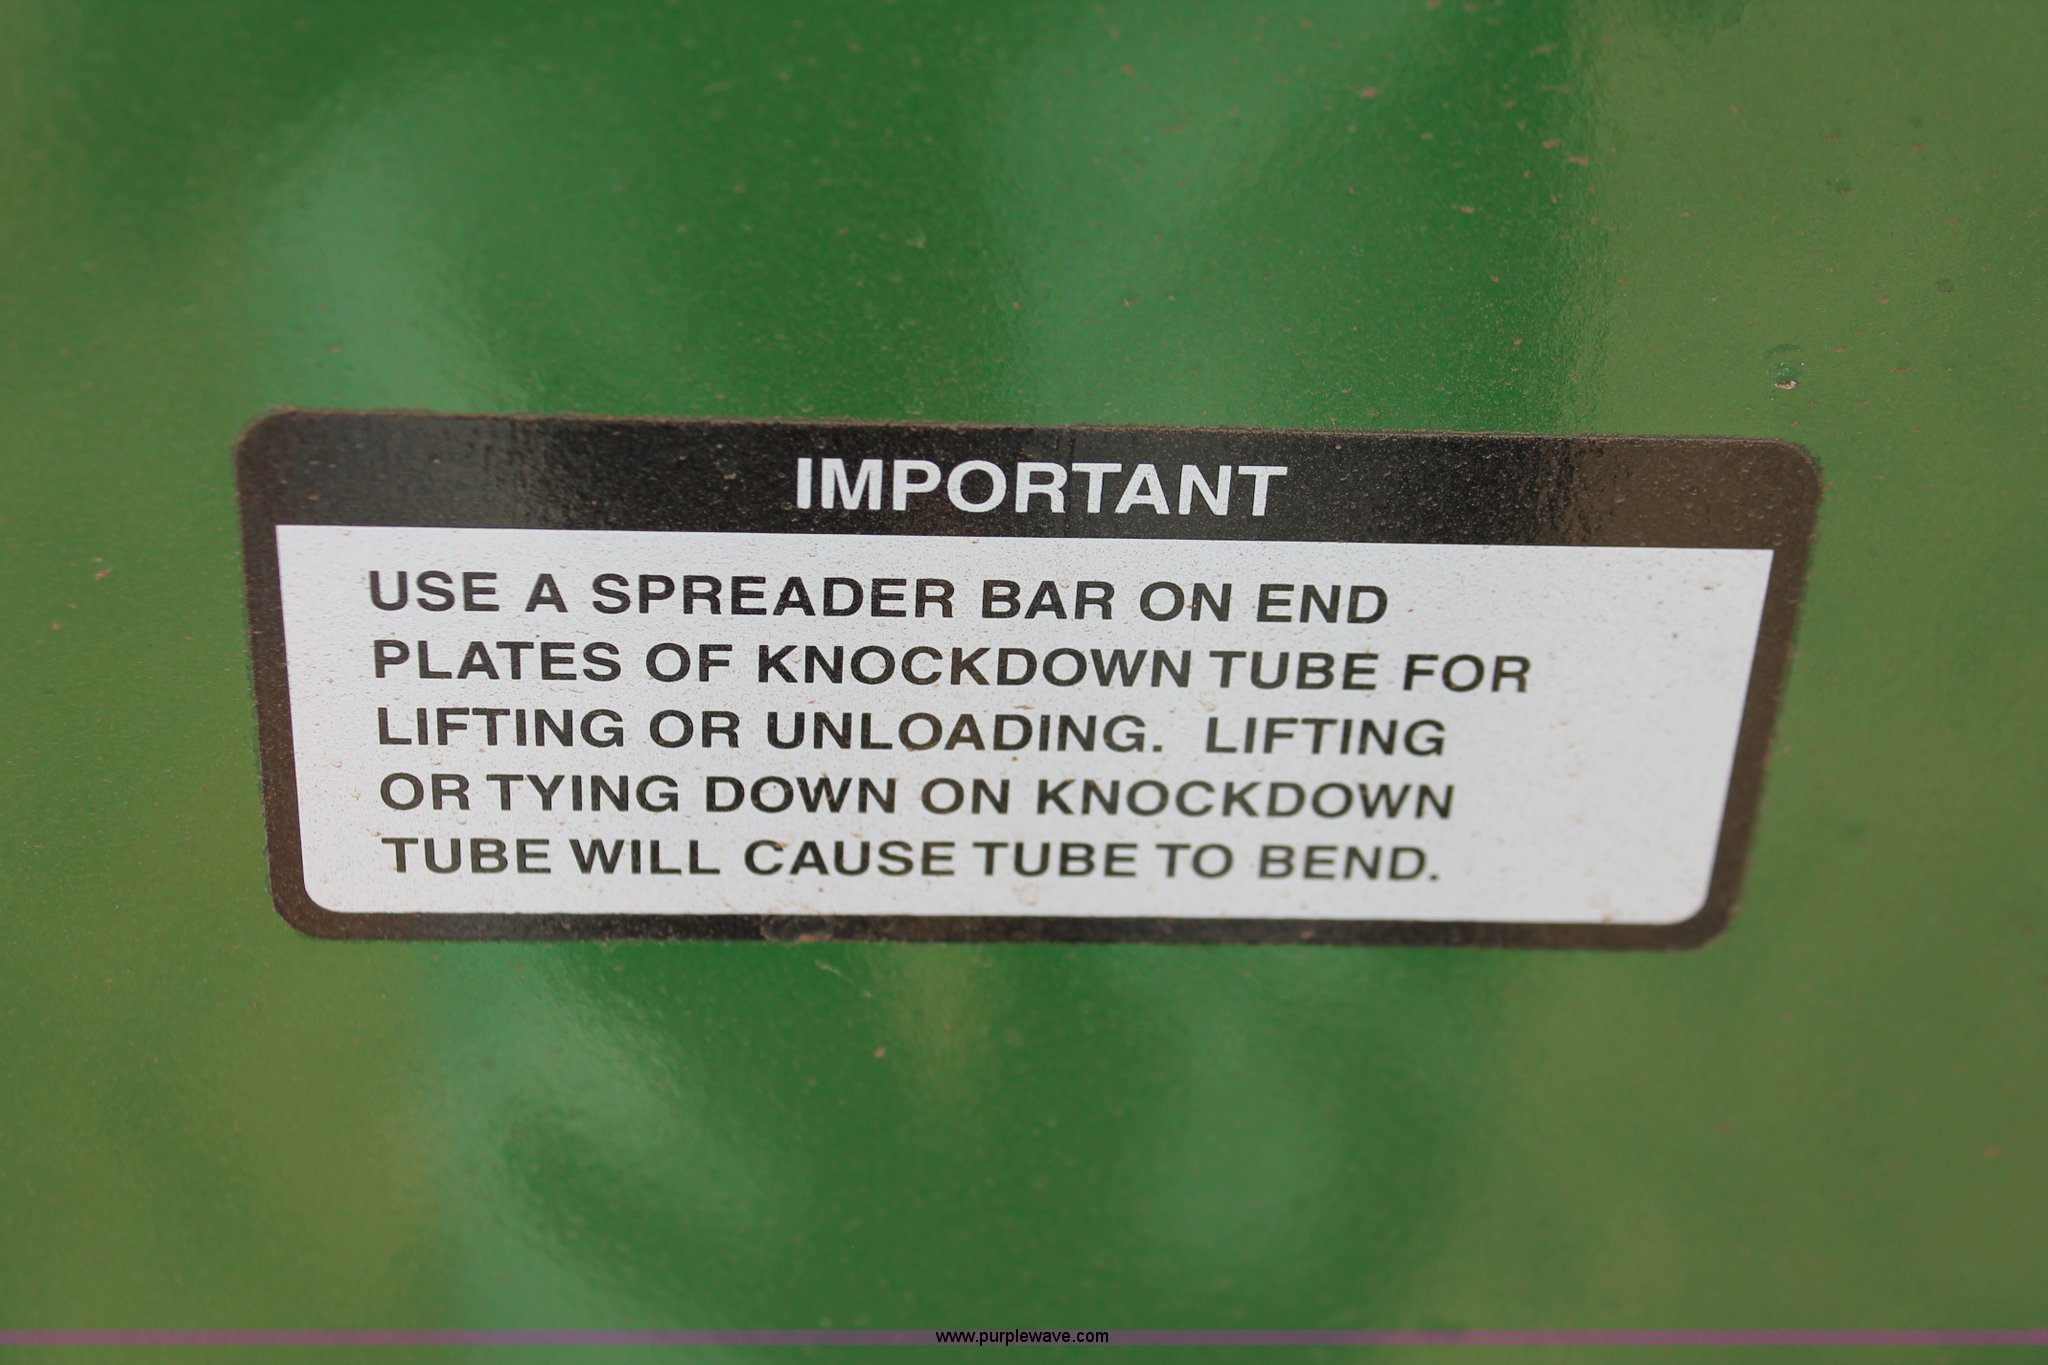 IMPORTANT
USE A SPREADER BAR ON END
PLATES OF KNOCKDOWN TUBE FOR
LIFTING OR UNLOADING. LIFTING
OR TYING DOWN ON KNOCKDOWN
TUBE WILL CAUSE TUBE TO BEND.
www.purplewave.com